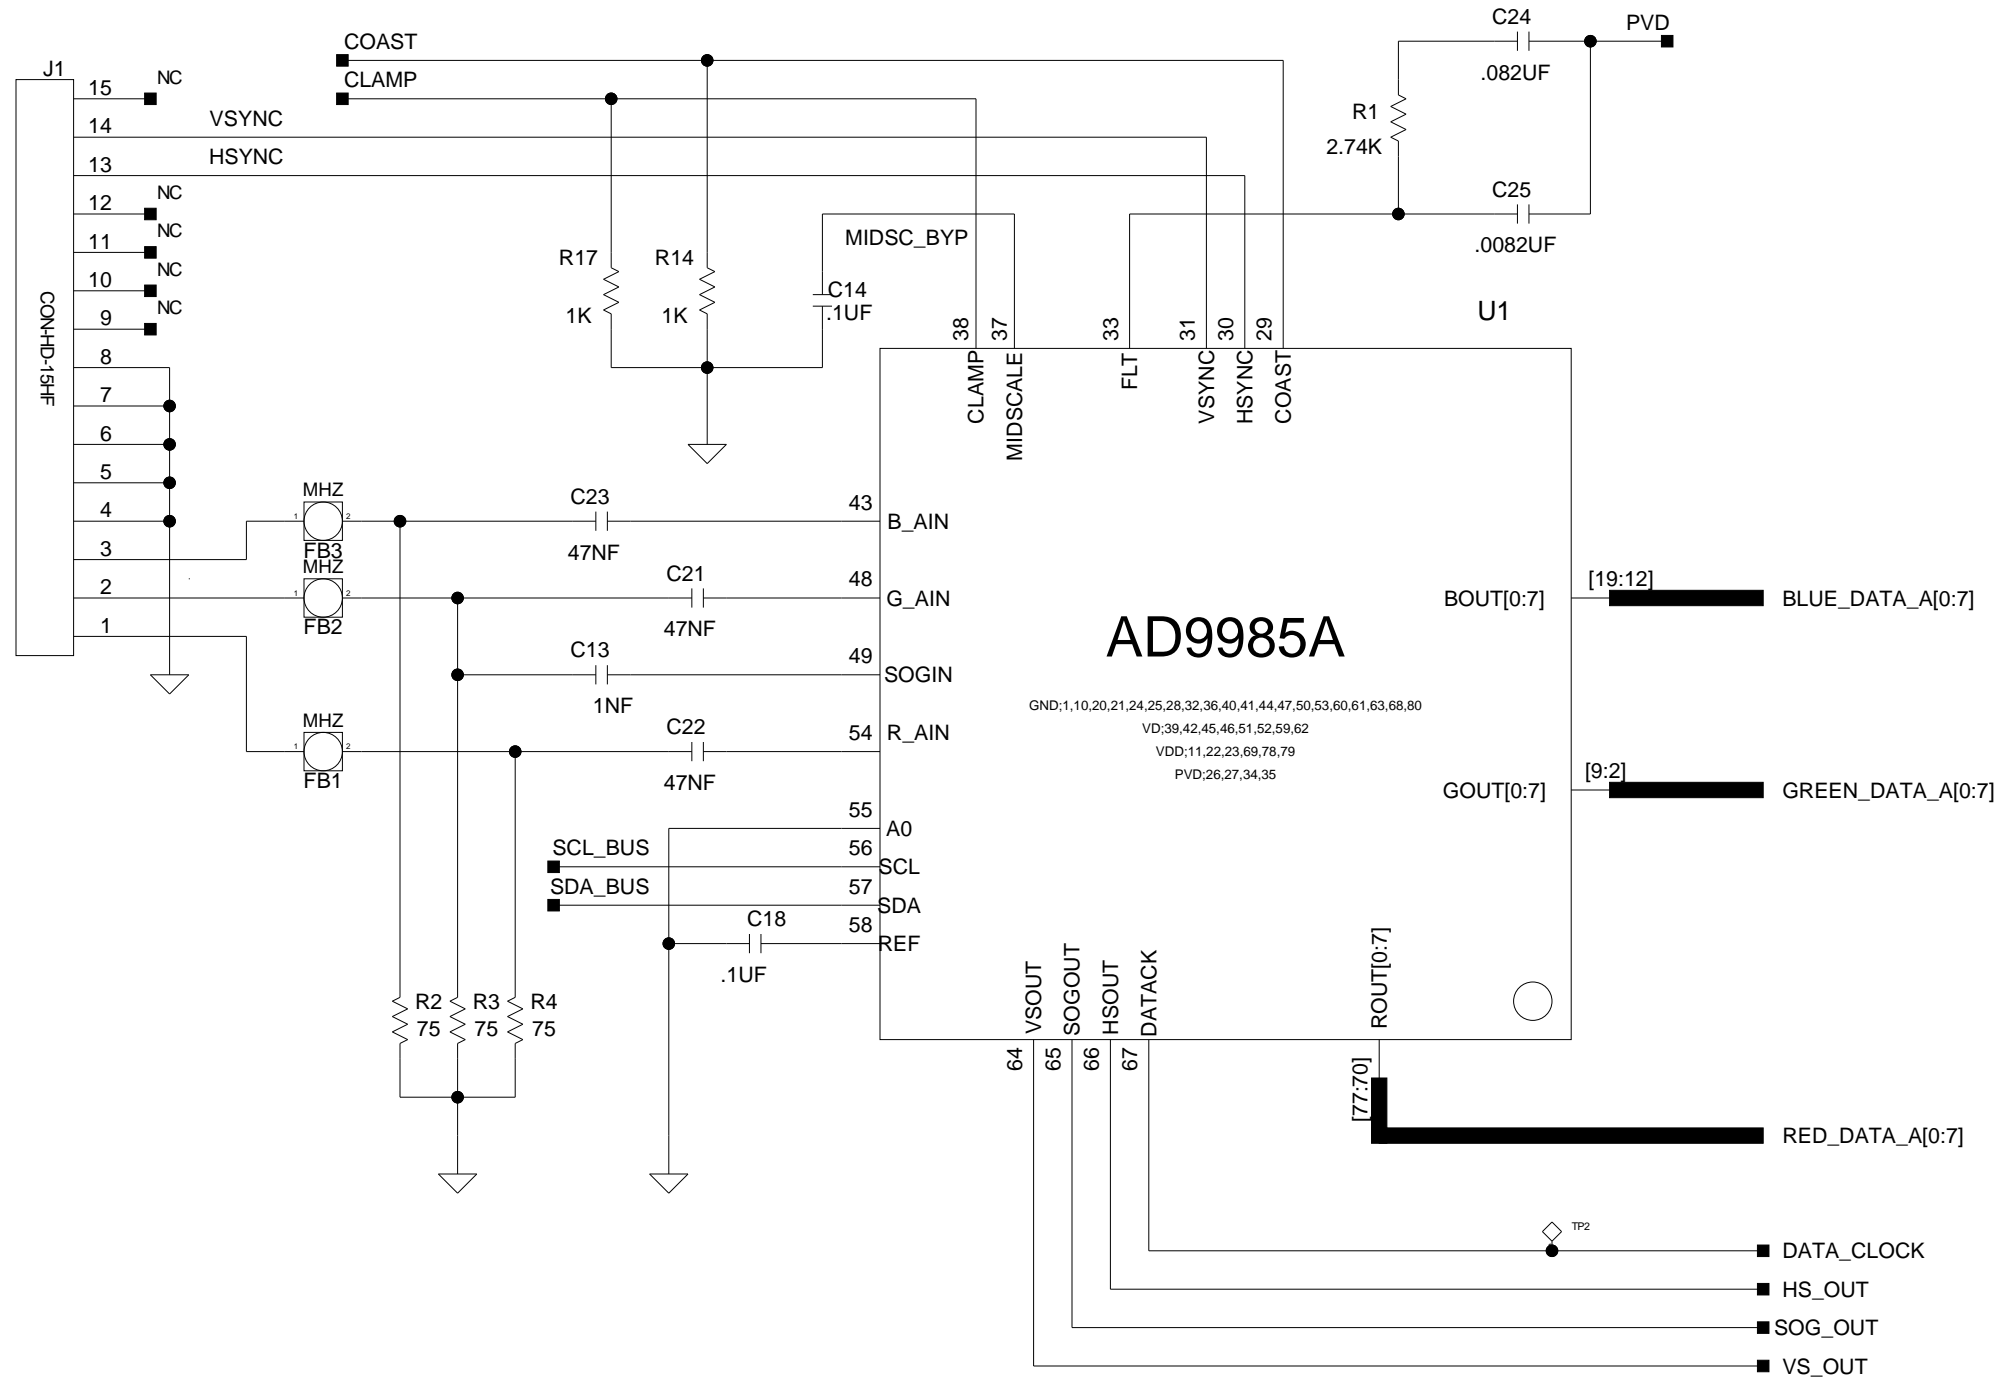 C24
PVD
COAST
.082UF
J1
NC
CLAMP
15
R1
VSYNC
14
2.74K
HSYNC
13
NC
C25
12
NC
11
MIDSC_BYP
.0082UF
R17
R14
NC
10
C14
.1UF
NC
1K
1K
9
CON-HD-15HF
U1
38
37
33
31
30
29
8
CLAMP
MIDSCALE
FLT
VSYNC
HSYNC
COAST
7
6
5
MHZ
C23
43
4
B_AIN
1
2
3
FB3
47NF
MHZ
C21
48
[19:12]
2
1
2
G_AIN
BOUT[0:7]
BLUE_DATA_A[0:7]
1
FB2
47NF
AD9985A
C13
49
SOGIN
1NF
GND;1,10,20,21,24,25,28,32,36,40,41,44,47,50,53,60,61,63,68,80
MHZ
C22
54
R_AIN
VD;39,42,45,46,51,52,59,62
1
2
VDD;11,22,23,69,78,79
FB1
47NF
PVD;26,27,34,35
[9:2]
GOUT[0:7]
GREEN_DATA_A[0:7]
55
A0
SCL_BUS
56
SCL
SDA_BUS
57
SDA
C18
58
REF
.1UF
R2
R3
R4
75
75
75
VSOUT
SOGOUT
HSOUT
DATACK
ROUT[0:7]
64
65
66
67
[77:70]
RED_DATA_A[0:7]
TP2
DATA_CLOCK
HS_OUT
SOG_OUT
VS_OUT